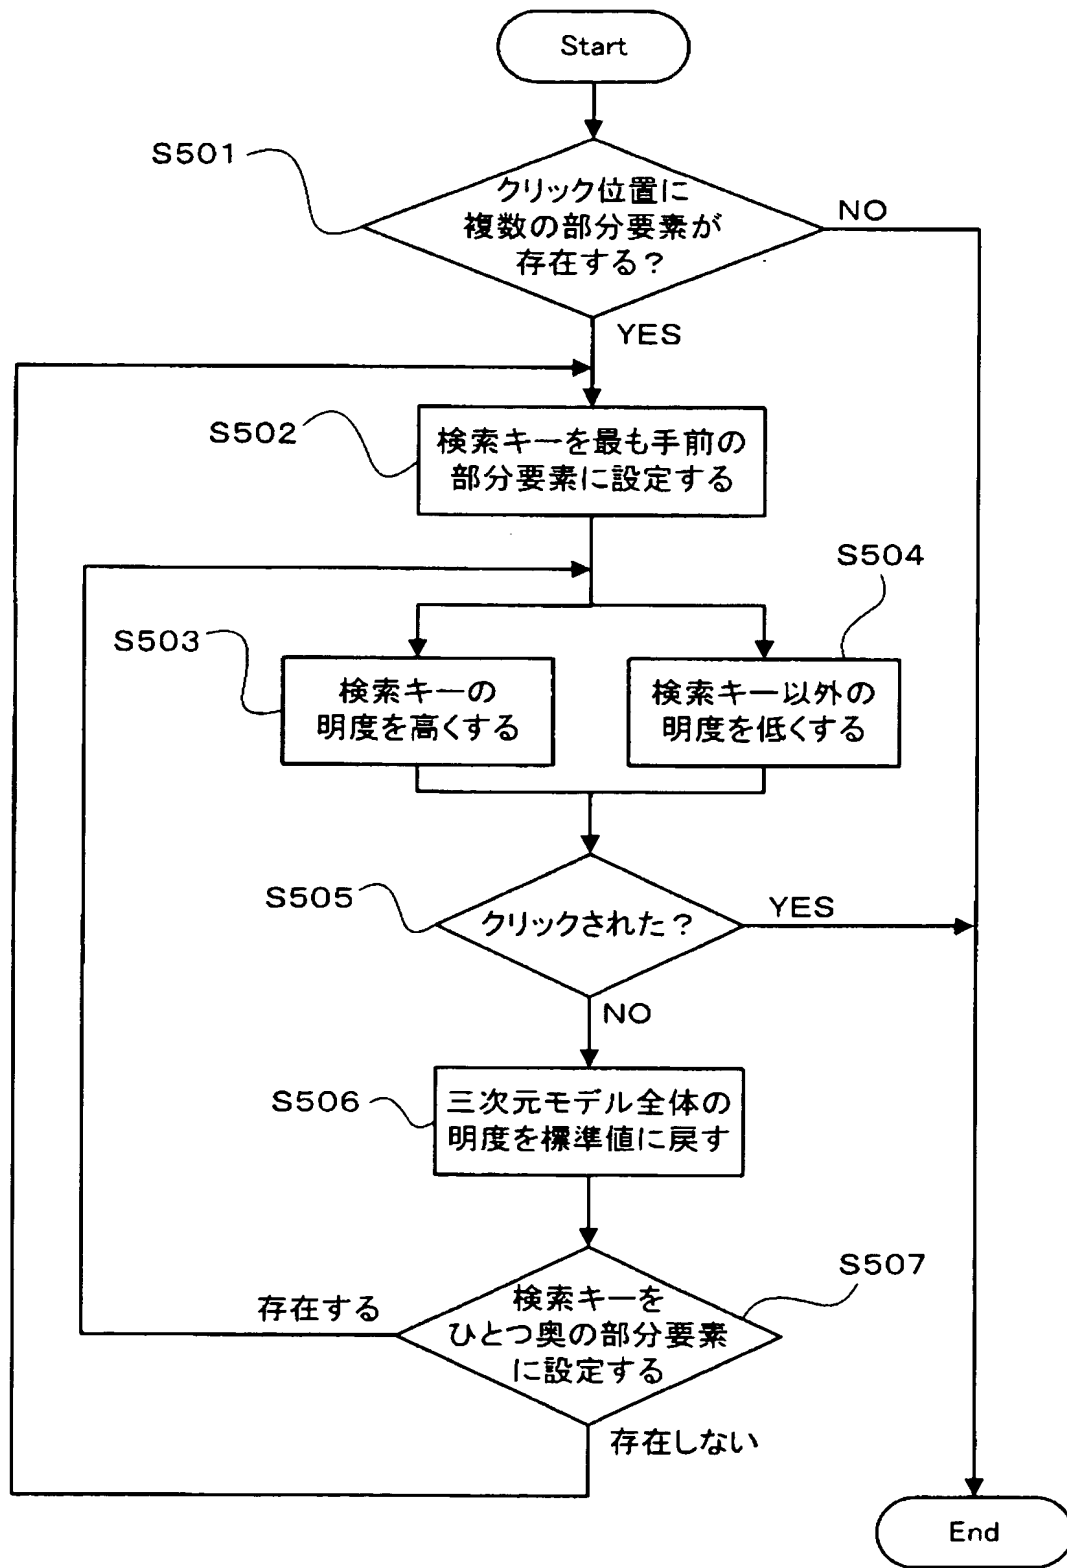 Start
S501
クリック位置に
複数の部分要素が
存在する？
NO
YES
S502
検索キーを最も手前の
部分要素に設定する
S504
S503
検索キーの
明度を高くする
検索キー以外の
明度を低くする
S505
クリックされた？
YES
NO
S506
三次元モデル全体の
明度を標準値に戻す
S507
存在する
検索キーを
ひとつ奥の部分要素
に設定する
存在しない
End